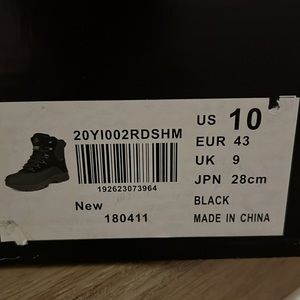 20YI002RDSHM
192623073964
New
180411
US 10
EUR 43
UK 9
JPN 28cm
BLACK
MADE IN CHINA